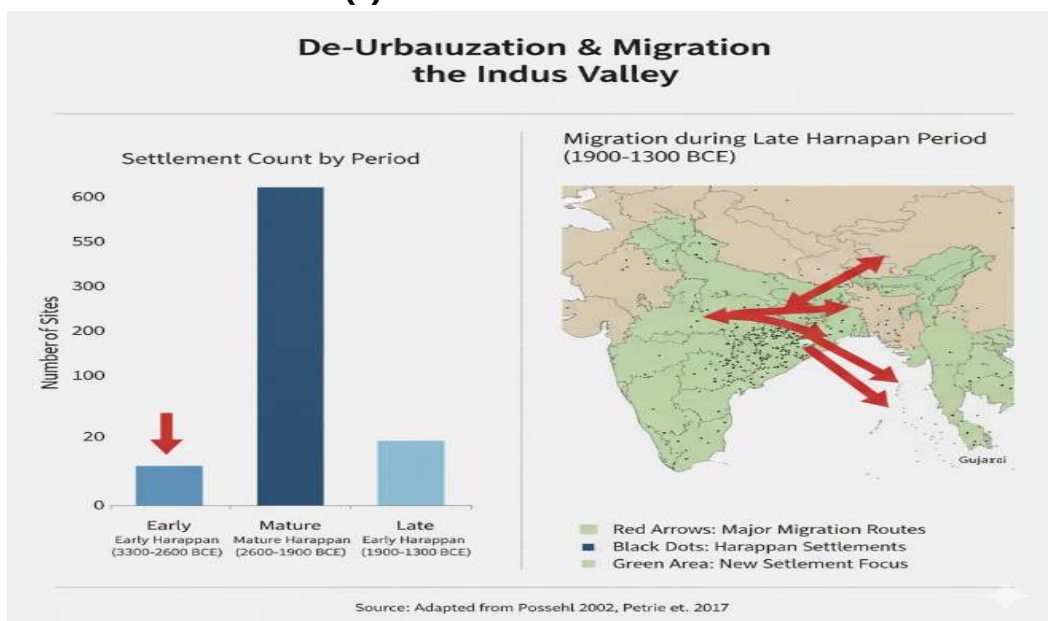 De-Urbaıuzation & Migration
the Indus Valley
Settlement Count by Period
Number of Sites
600
550
300
200
100
20
0
Early
Early Harappan
(3300-2600 BCE)
Mature
Mature Harappan
(2600-1900 BCE)
Late
Early Harappan
(1900-1300 BCE)
Migration during Late Harnapan Period
(1900-1300 BCE)
Gujarai
Red Arrows: Major Migration Routes
Black Dots: Harappan Settlements
Green Area: New Settlement Focus
Source: Adapted from Possehl 2002, Petrie et. 2017